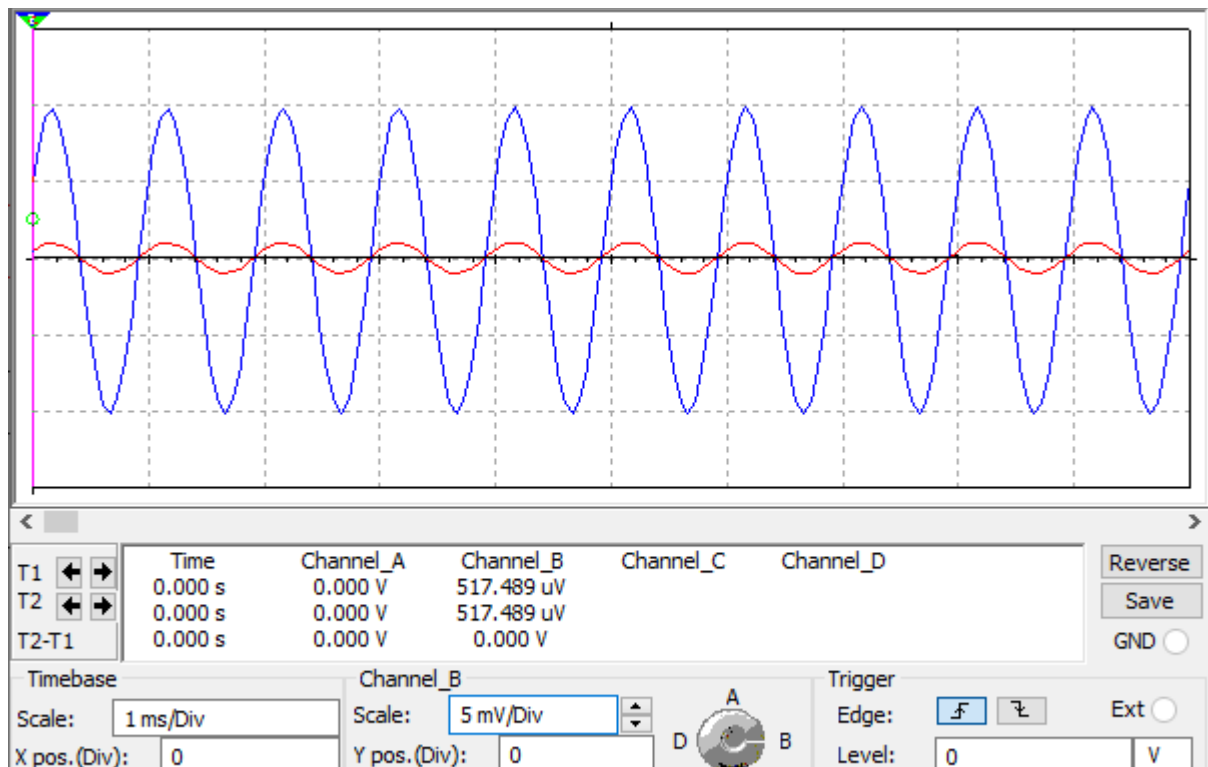 Time Channel_A Channel_B Channel_C Channel_D
T1 0.000 s 0.000 V 517.489 uV
T2 0.000 s 0.000 V 517.489 uV
T2-T1 0.000 s 0.000 V 0.000 V
Reverse
Save
GND
Timebase
Scale: 1 ms/Div
X pos.(Div): 0
Channel_B
Scale: 5 mV/Div
Y pos.(Div): 0
A
D B
Trigger
Edge: Ext
Level: 0 V